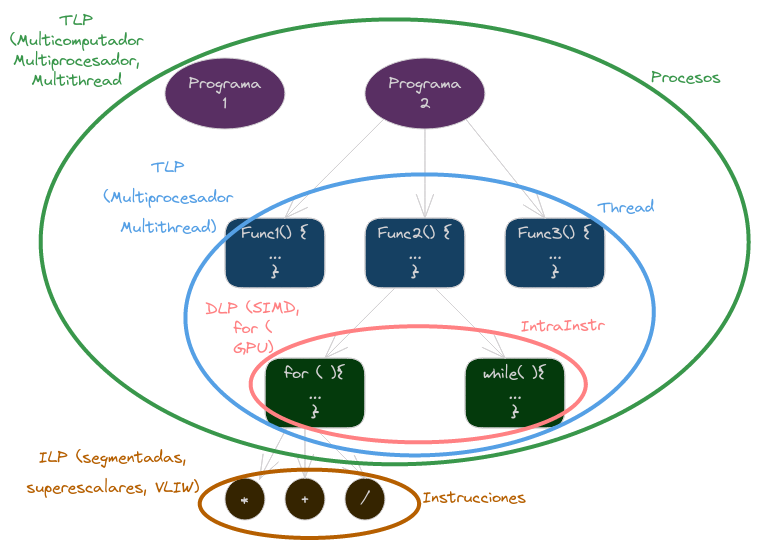 TLP
(Multicomputador
Multiprocesador,
Multithread
Programa
1
Programa
2
Procesos
TLP
(Multiprocesador
Multithread)
Thread
Func1() {
...
}
Func2() {
...
}
Func3() {
...
}
DLP (SIMD,
for (
GPU)
IntraInstr
for ( ){
...
}
while( ){
...
}
ILP (segmentadas,
superescalares, VLIW)
*
+
/
Instrucciones